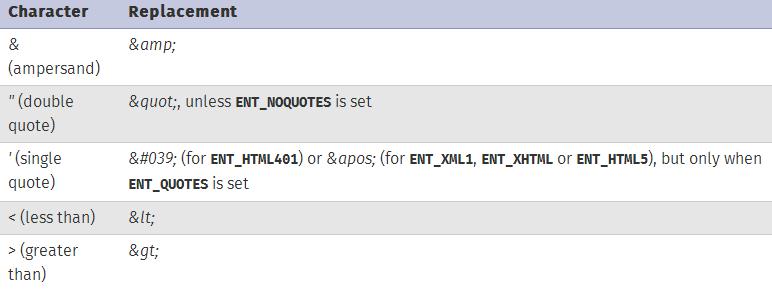 Character Replacement
& &amp;
(ampersand)
" (double &quot;, unless ENT_NOQUOTES is set
quote)
' (single &#039; (for ENT_HTML401) or &apos; (for ENT_XML1, ENT_XHTML or ENT_HTML5), but only when
quote) ENT_QUOTES is set
< (less than) &lt;
> (greater &gt;
than)